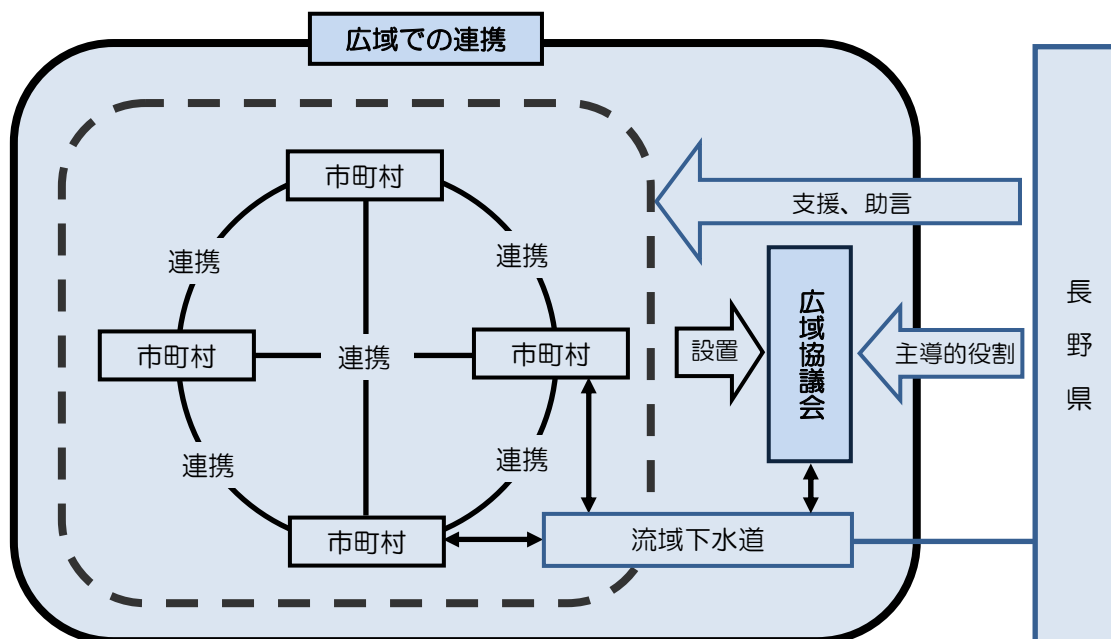 広域での連携
市町村
支援、助言
連携
連携
広域協議会
長野県
市町村
連携
市町村
設置
主導的役割
連携
連携
市町村
流域下水道